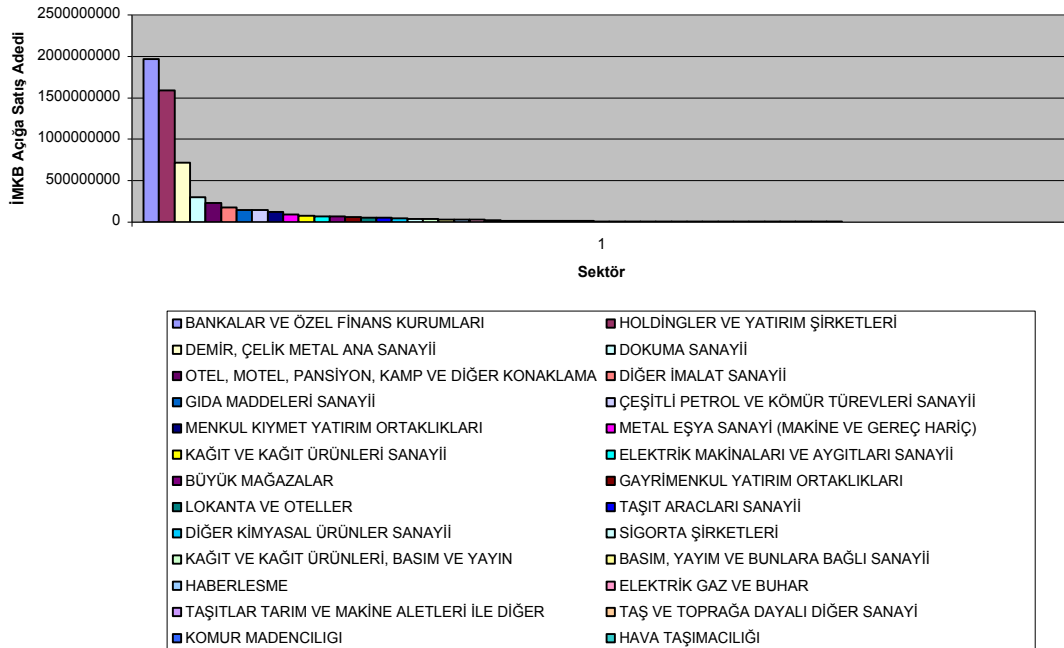 2500000000
2000000000
1500000000
1000000000
500000000
0
İMKB Açığa Satış Adedi
1
Sektör
BANKALAR VE ÖZEL FİNANS KURUMLARI HOLDİNGLER VE YATIRIM ŞİRKETLERİ
DEMİR, ÇELİK METAL ANA SANAYİİ DOKUMA SANAYİİ
OTEL, MOTEL, PANSİYON, KAMP VE DİĞER KONAKLAMA DİĞER İMALAT SANAYİİ
GIDA MADDELERİ SANAYİİ ÇEŞİTLİ PETROL VE KÖMÜR TÜREVLERİ SANAYİİ
MENKUL KIYMET YATIRIM ORTAKLIKLARI METAL EŞYA SANAYİ (MAKİNE VE GEREÇ HARİÇ)
KAĞIT VE KAĞIT ÜRÜNLERİ SANAYİİ ELEKTRİK MAKİNALARI VE AYGITLARI SANAYİİ
BÜYÜK MAĞAZALAR GAYRİMENKUL YATIRIM ORTAKLIKLARI
LOKANTA VE OTELLER TAŞIT ARACLARI SANAYİİ
DİĞER KİMYASAL ÜRÜNLER SANAYİİ SİGORTA ŞİRKETLERİ
KAĞIT VE KAĞIT ÜRÜNLERİ, BASIM VE YAYIN BASIM, YAYIM VE BUNLARA BAĞLI SANAYİİ
HABERLESME ELEKTRİK GAZ VE BUHAR
TAŞITLAR TARIM VE MAKİNE ALETLERİ İLE DİĞER TAŞ VE TOPRAĞA DAYALI DİĞER SANAYİ
KOMUR MADENCILIGI HAVA TAŞIMACILIĞI